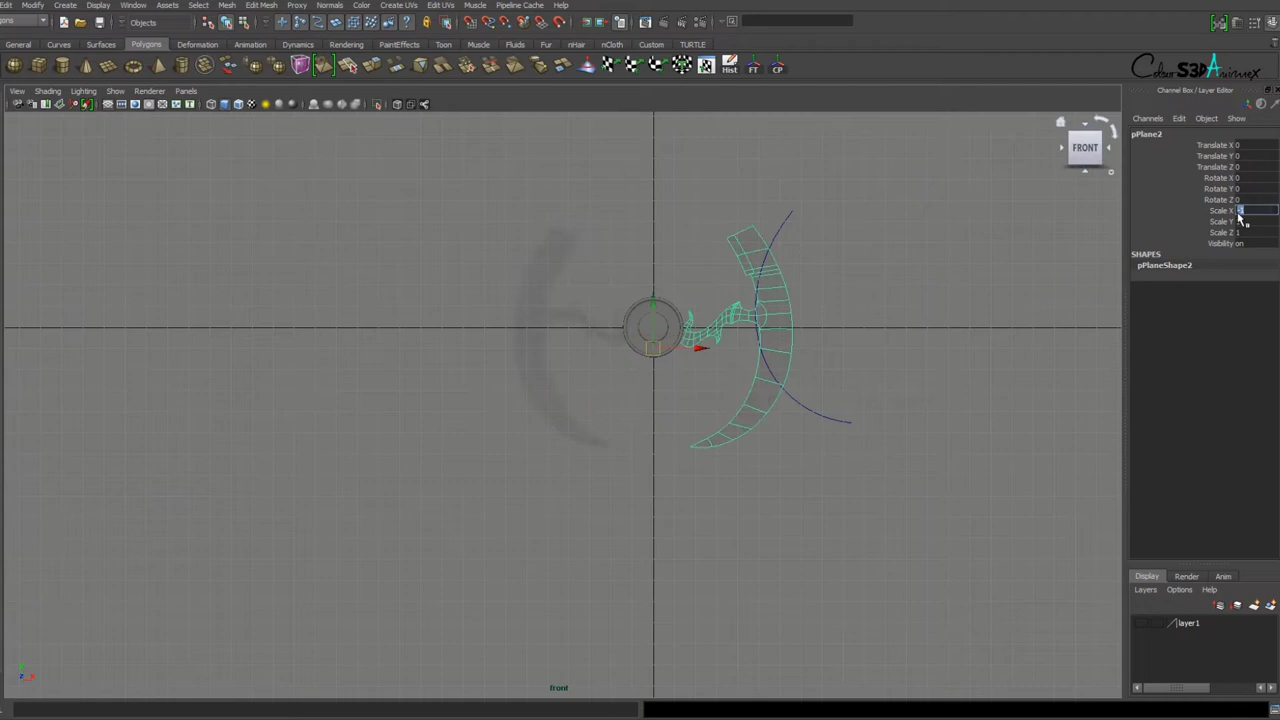 Modify Create Display Window Assets Select Mesh Edit Mesh Proxy Normals Color Create UVs Edit UVs Muscle Pipeline Cache Help
Objects
General Curves Surfaces Polygons Deformation Animation Dynamics Rendering PaintEffects Toon Muscle Fluids Fur nHair nCloth Custom TURTLE
Hist FT CP
ColourS3DAnimex
View Shading Lighting Show Renderer Panels
Channel Box / Layer Editor
Channels Edit Object Show
FRONT
pPlane2
Translate X 0
Translate Y 0
Translate Z 0
Rotate X 0
Rotate Y 0
Rotate Z 0
Scale X
Scale Y
Scale Z 1
Visibility on
SHAPES
pPlaneShape2
Display Render Anim
Layers Options Help
layer1
front